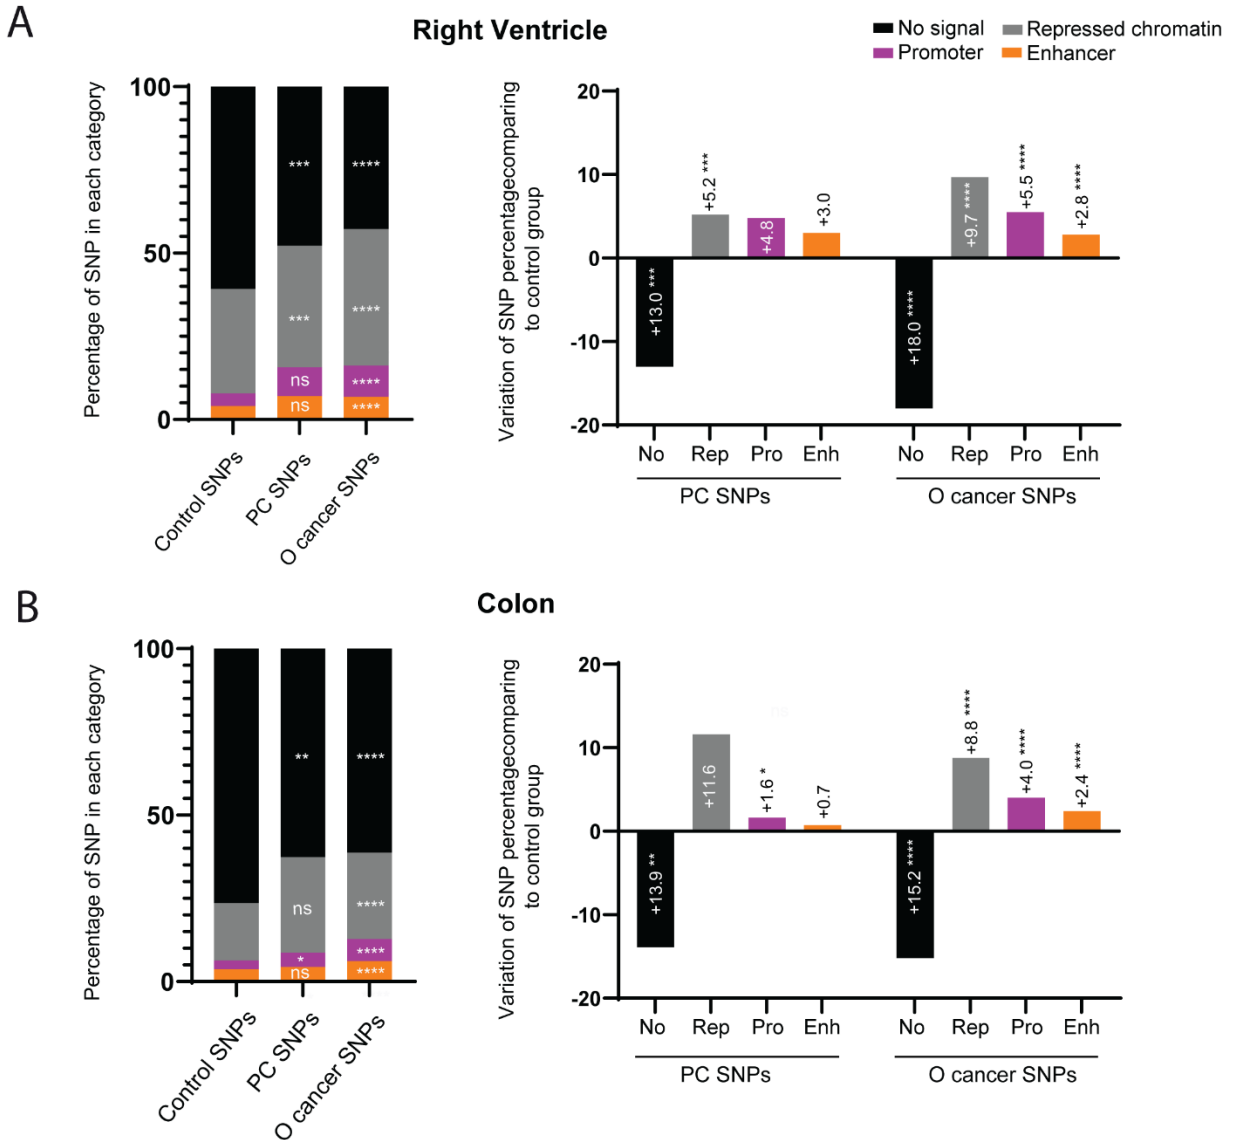 A
Right Ventricle
No signal
Repressed chromatin
Promoter
Enhancer
Percentage of SNP in each category
100
50
0
***
****
***
****
ns
****
ns
****
Control SNPs
PC SNPs
O cancer SNPs
Variation of SNP percentagecomparing
to control group
20
10
0
-10
-20
+13.0 ***
+5.2 ***
+4.8
+3.0
+18.0 ****
+9.7 ****
+5.5 ****
+2.8 ****
No Rep Pro Enh No Rep Pro Enh
PC SNPs
O cancer SNPs
B
Colon
Percentage of SNP in each category
100
50
0
**
****
ns
****
*
****
ns
****
Control SNPs
PC SNPs
O cancer SNPs
Variation of SNP percentagecomparing
to control group
20
10
0
-10
-20
ns
+13.9 **
+11.6
+1.6 *
+0.7
+15.2 ****
+8.8 ****
+4.0 ****
+2.4 ****
No Rep Pro Enh No Rep Pro Enh
PC SNPs
O cancer SNPs